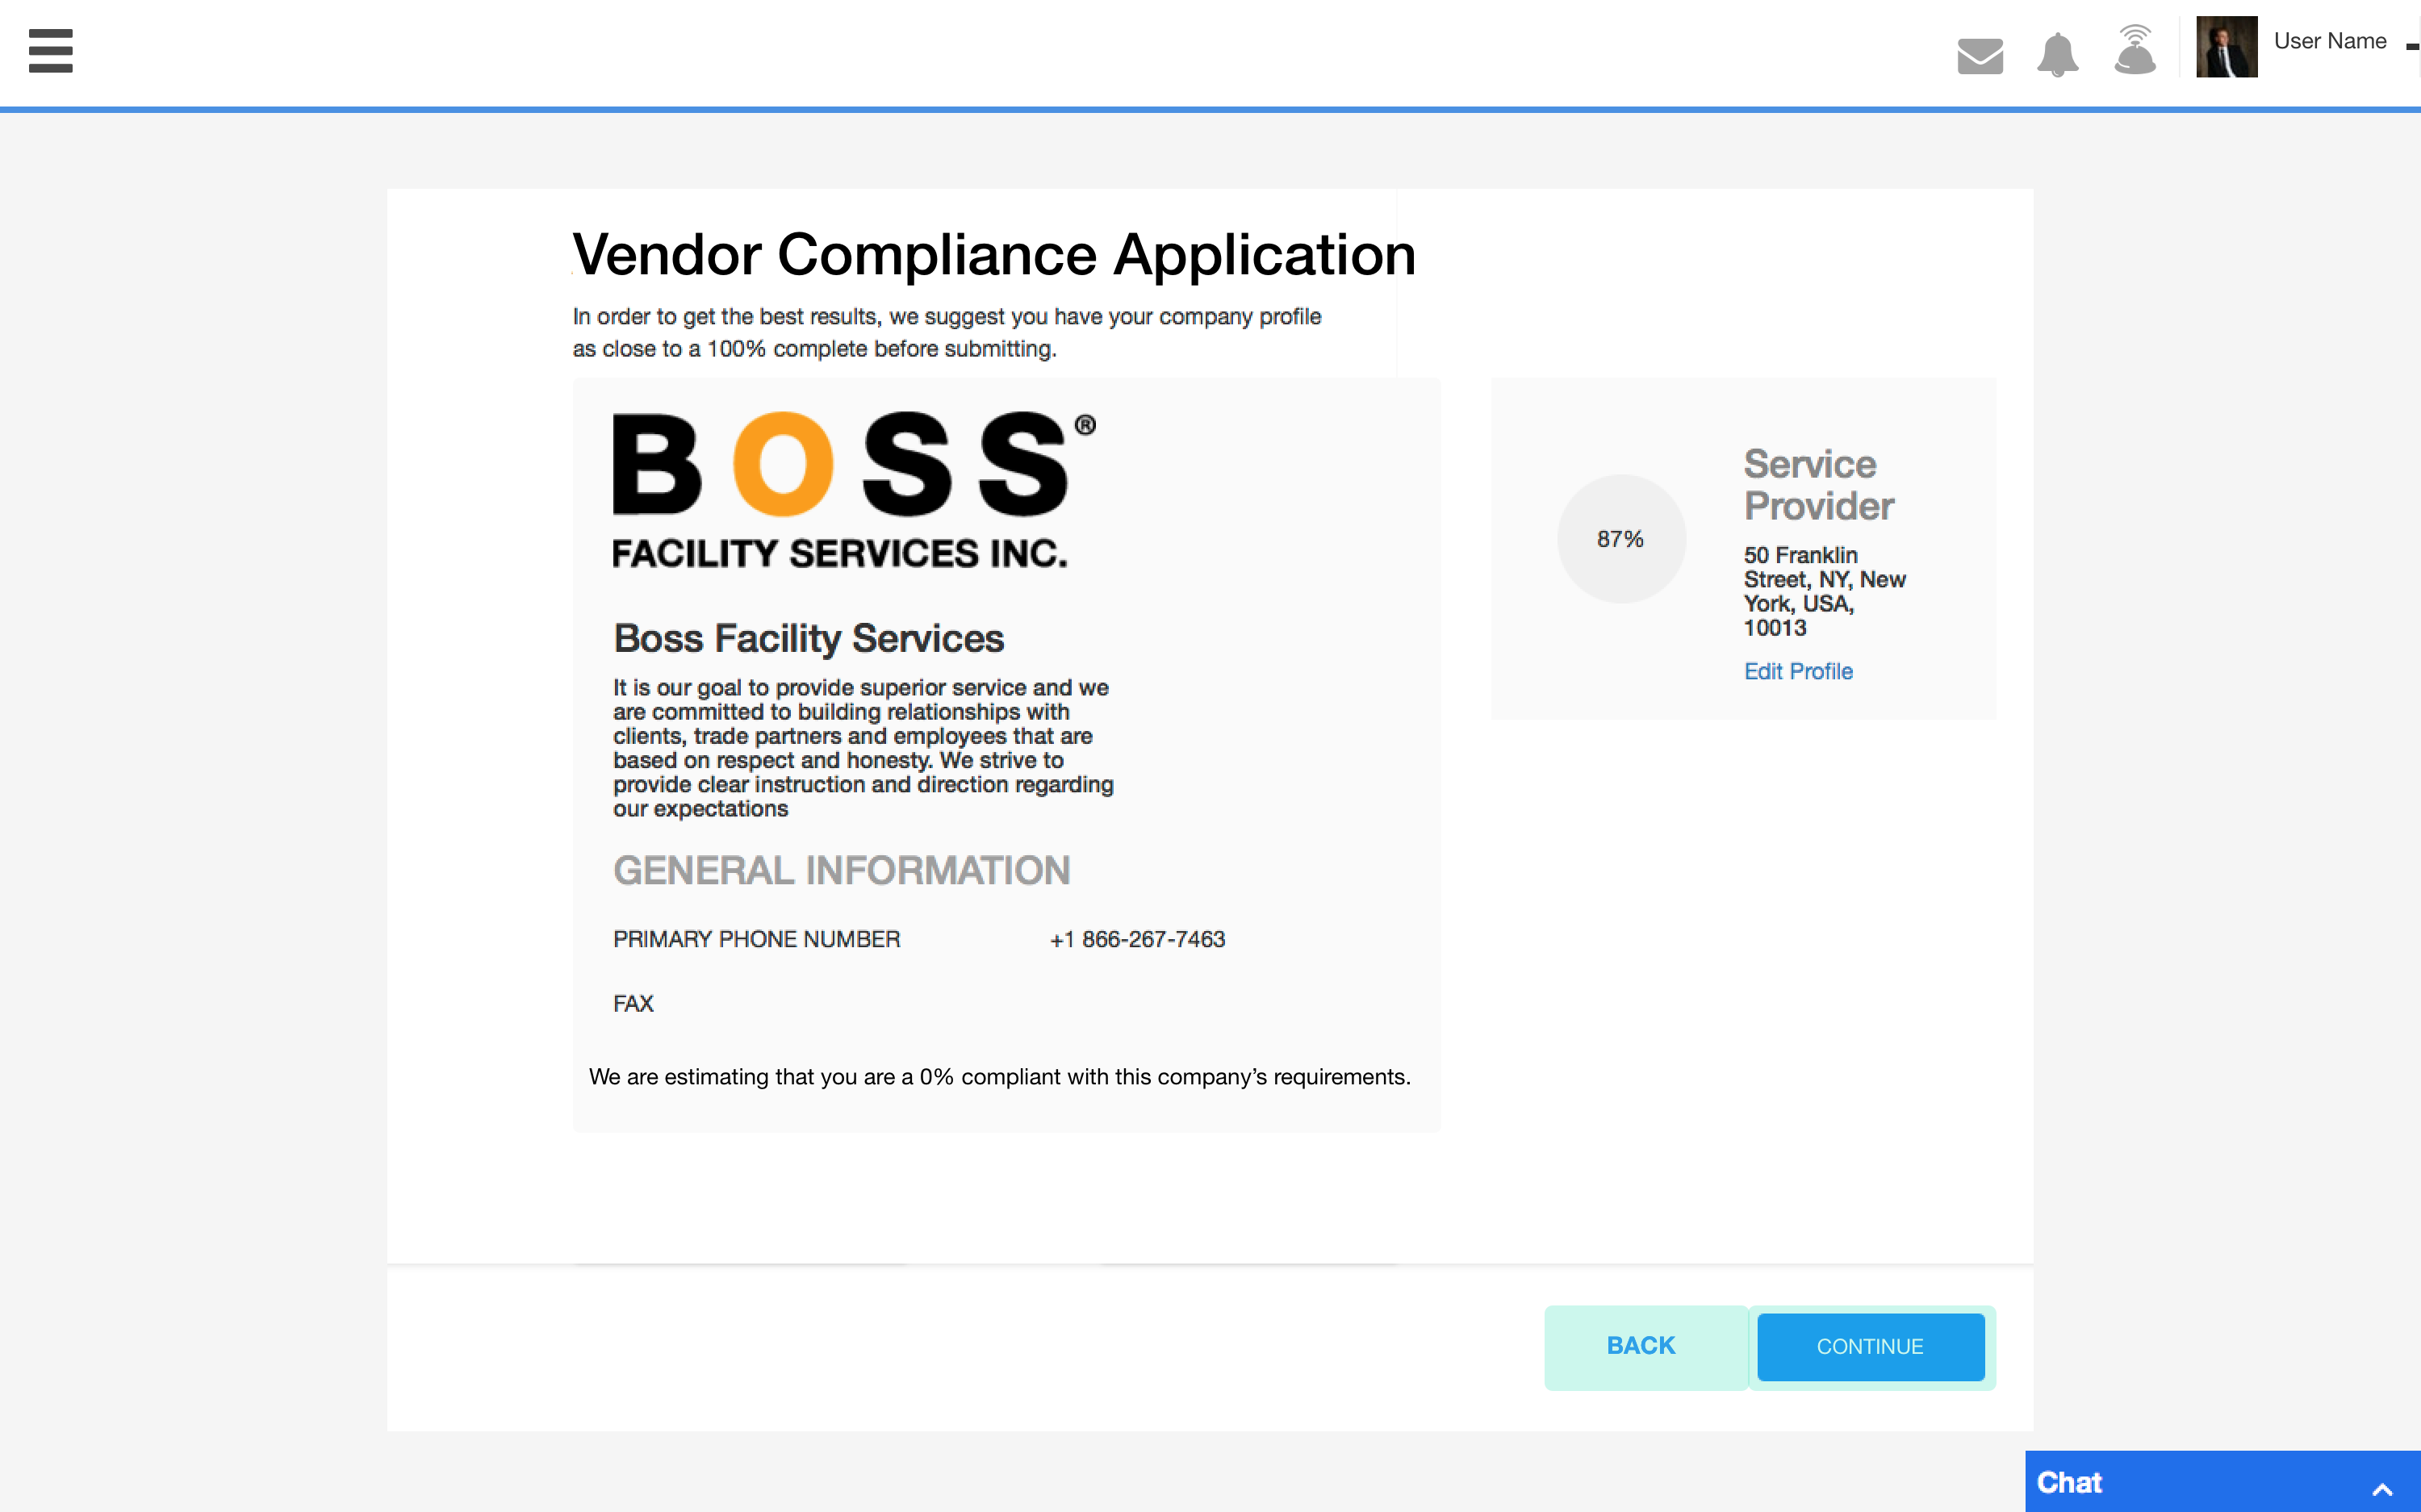 User Name
Vendor Compliance Application
In order to get the best results, we suggest you have your company profile
as close to a 100% complete before submitting.
BOSS®
FACILITY SERVICES INC.
Boss Facility Services
It is our goal to provide superior service and we
are committed to building relationships with
clients, trade partners and employees that are
based on respect and honesty. We strive to
provide clear instruction and direction regarding
our expectations
GENERAL INFORMATION
PRIMARY PHONE NUMBER +1 866-267-7463
FAX
We are estimating that you are a 0% compliant with this company’s requirements.
87%
Service
Provider
50 Franklin
Street, NY, New
York, USA,
10013
Edit Profile
BACK
CONTINUE
Chat